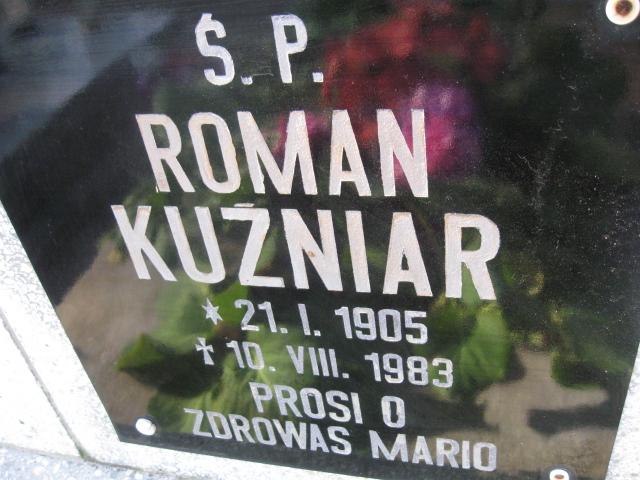 Ś. P.
ROMAN
KUŹNIAR
* 21. I. 1905
✝ 10. VIII. 1983
PROSI O
ZDROWAS MARIO